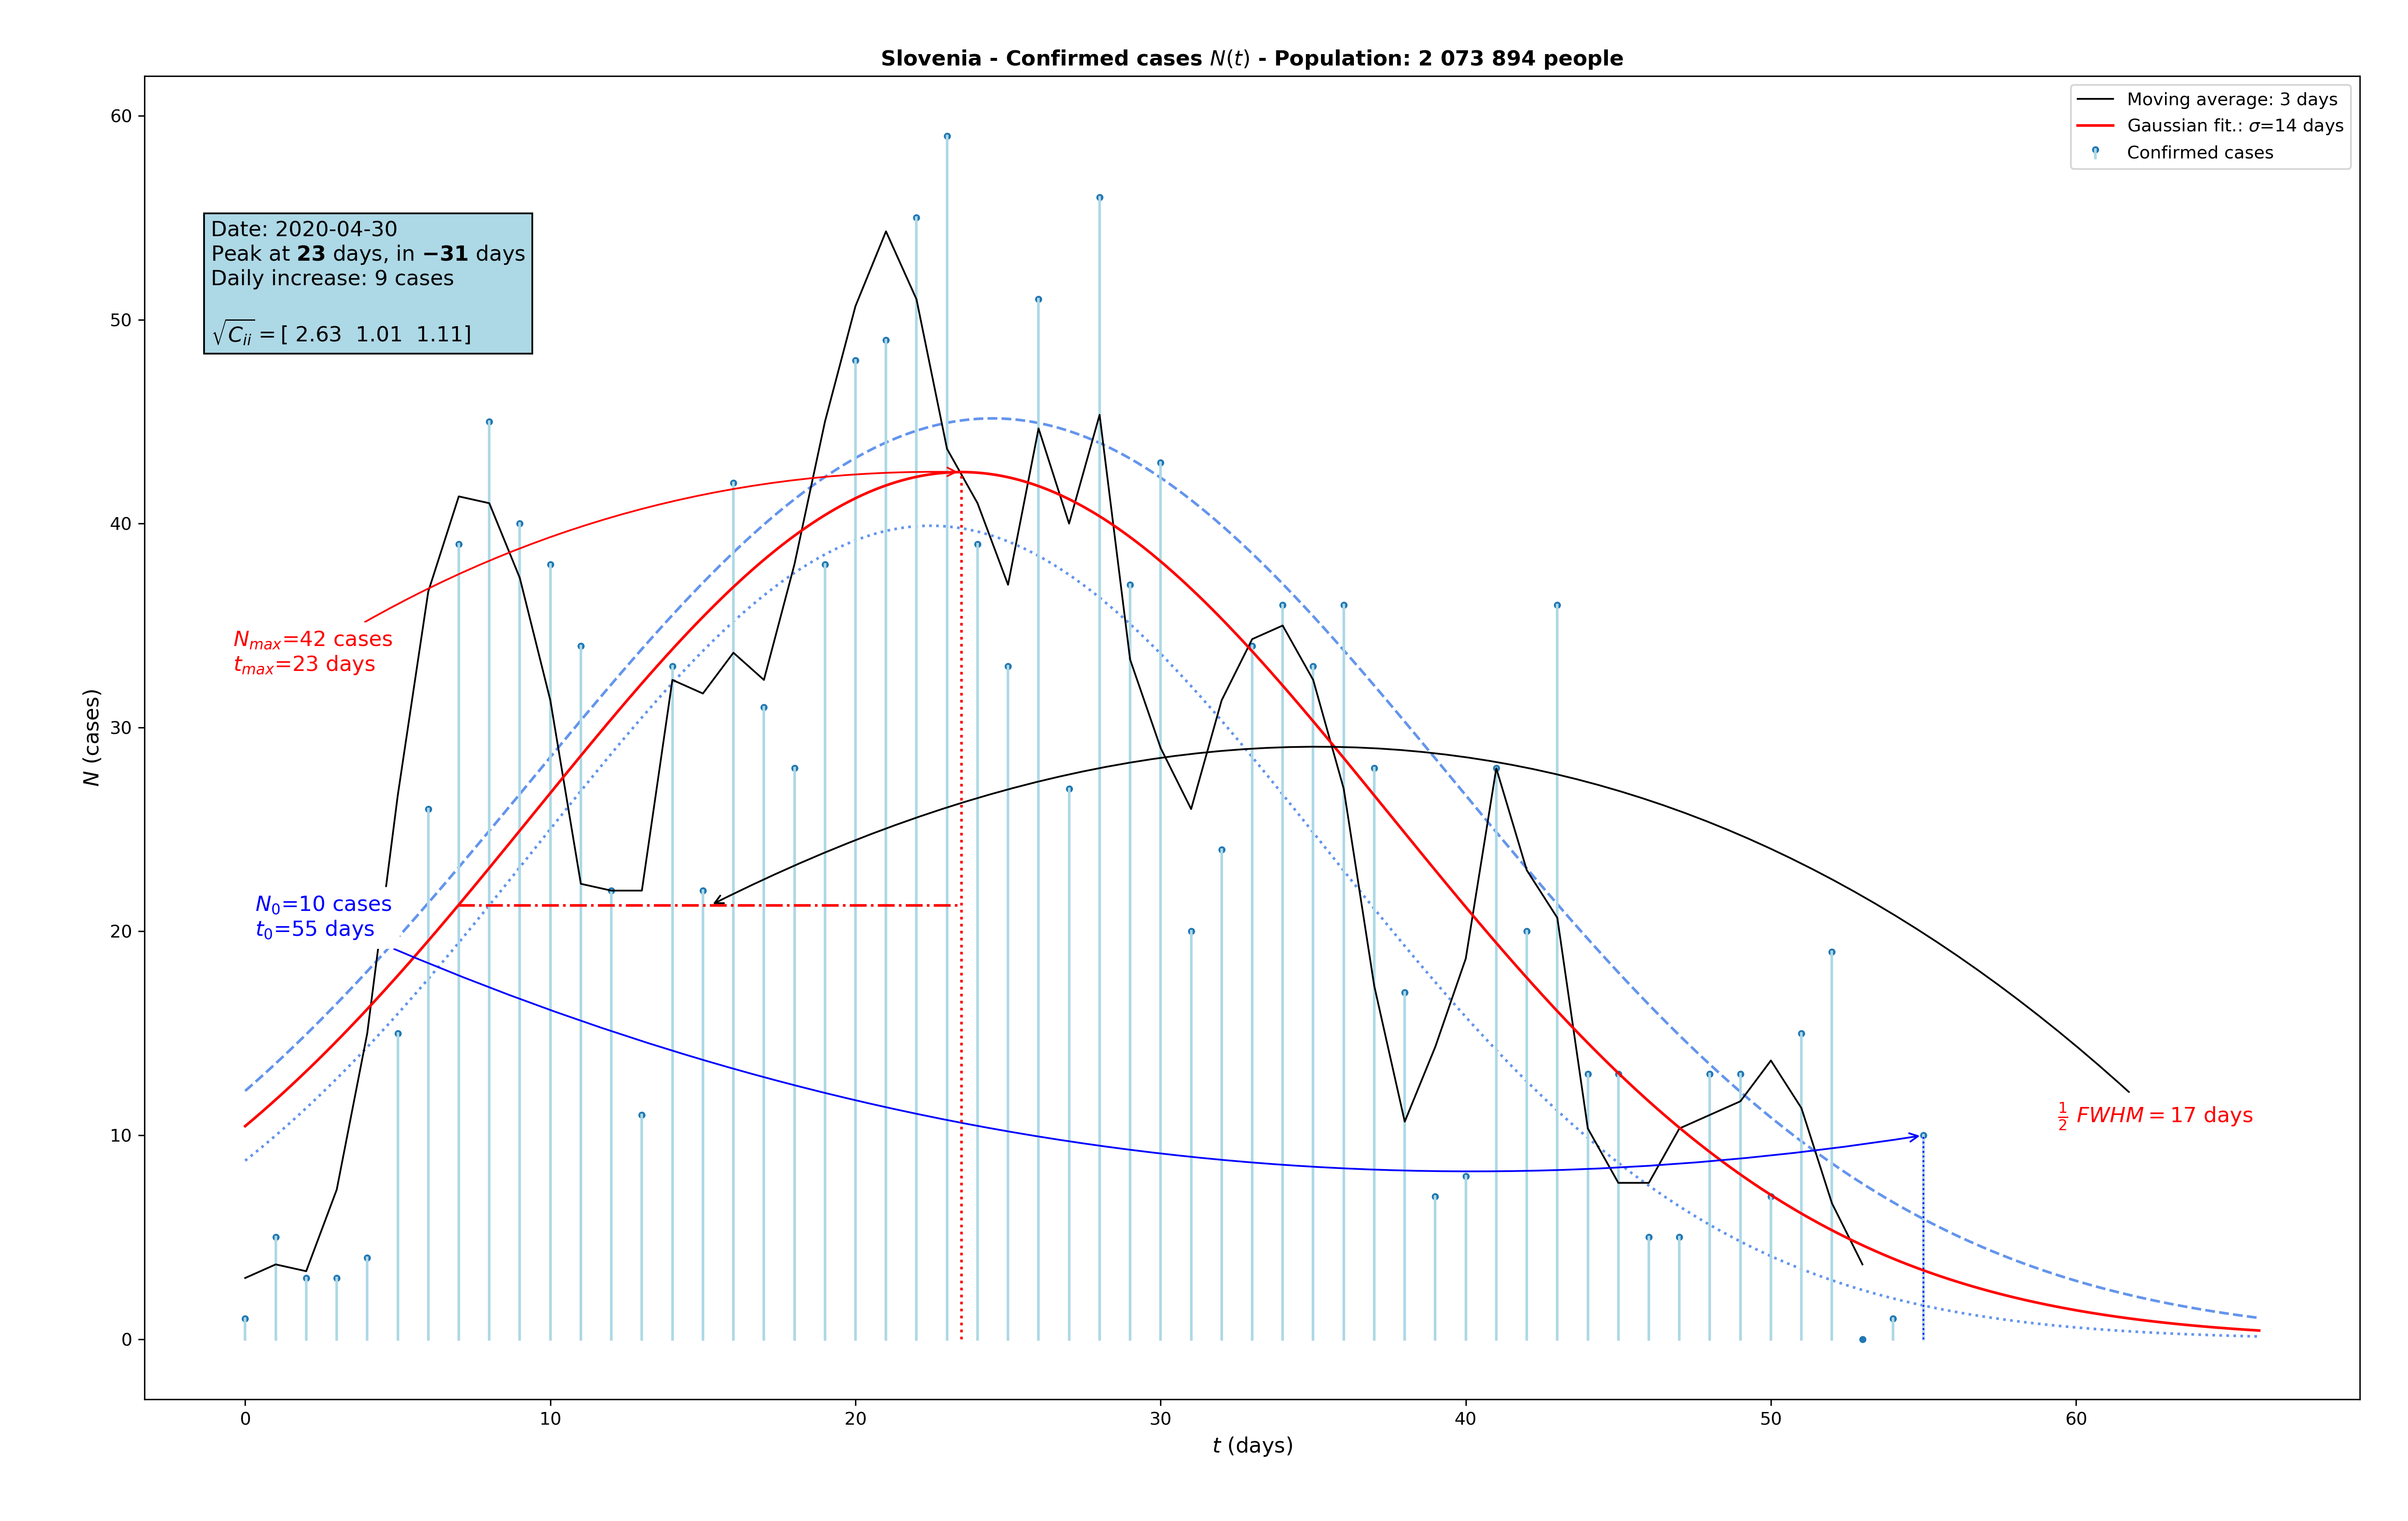 Slovenia - Confirmed cases N(t) - Population: 2 073 894 people
Moving average: 3 days
Gaussian fit.: σ=14 days
Confirmed cases
Date: 2020-04-30
Peak at 23 days, in −31 days
Daily increase: 9 cases
√C_ii = [ 2.63 1.01 1.11]
N_max=42 cases
t_max=23 days
N_0=10 cases
t_0=55 days
1/2 FWHM = 17 days
N (cases)
60
50
40
30
20
10
0
0 10 20 30 40 50 60
t (days)